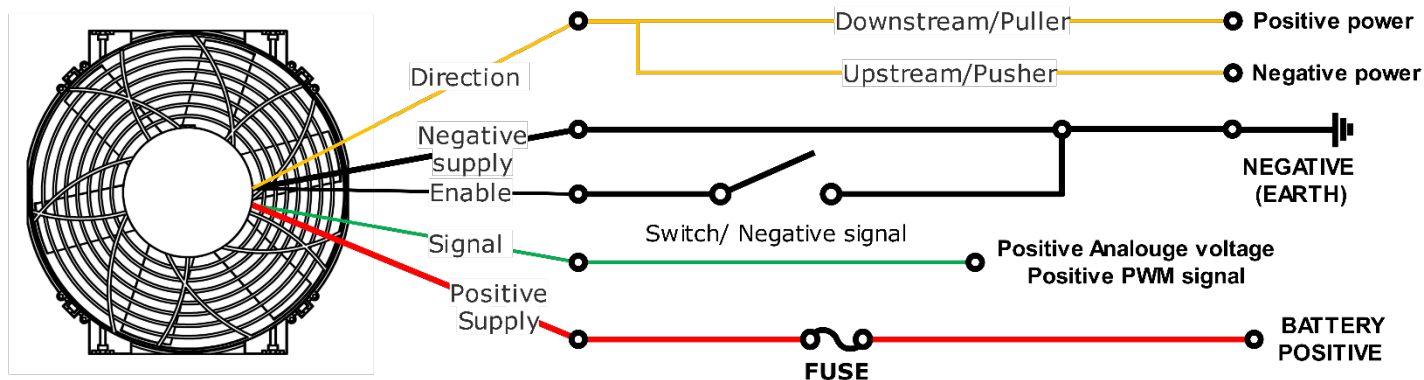 Downstream/Puller
Positive power
Direction
Upstream/Pusher
Negative power
Negative
supply
NEGATIVE
(EARTH)
Enable
Switch/ Negative signal
Signal
Positive Analouge voltage
Positive PWM signal
Positive
Supply
BATTERY
POSITIVE
FUSE